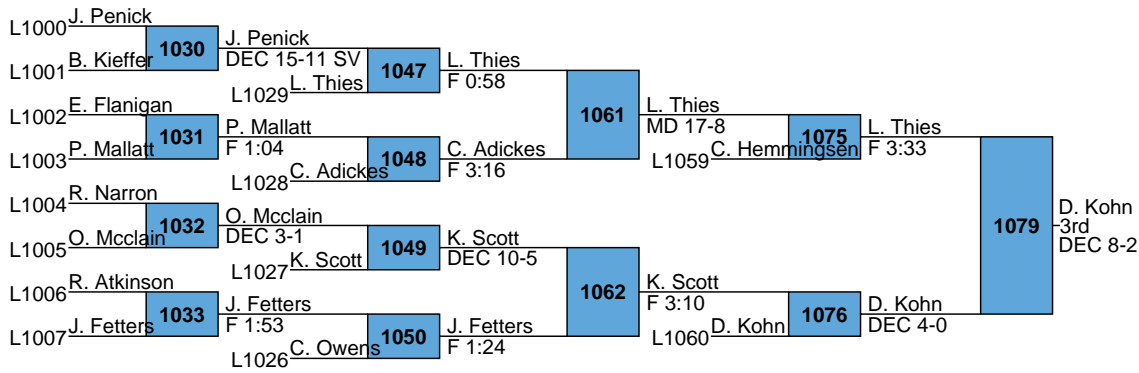 J. Penick
L1000
1030
J. Penick
DEC 15-11 SV
B. Kieffer
L1001
1047
L. Thies
F 0:58
L. Thies
L1029
E. Flanigan
L1002
1031
P. Mallatt
F 1:04
P. Mallatt
L1003
1048
C. Adickes
F 3:16
C. Adickes
L1028
1061
L. Thies
MD 17-8
1075
L. Thies
F 3:33
C. Hemmingsen
L1059
R. Narron
L1004
1032
O. Mcclain
DEC 3-1
O. Mcclain
L1005
1049
K. Scott
DEC 10-5
K. Scott
L1027
R. Atkinson
L1006
1033
J. Fetters
F 1:53
J. Fetters
L1007
1050
J. Fetters
F 1:24
C. Owens
L1026
1062
K. Scott
F 3:10
1076
D. Kohn
DEC 4-0
D. Kohn
L1060
1079
D. Kohn
3rd
DEC 8-2